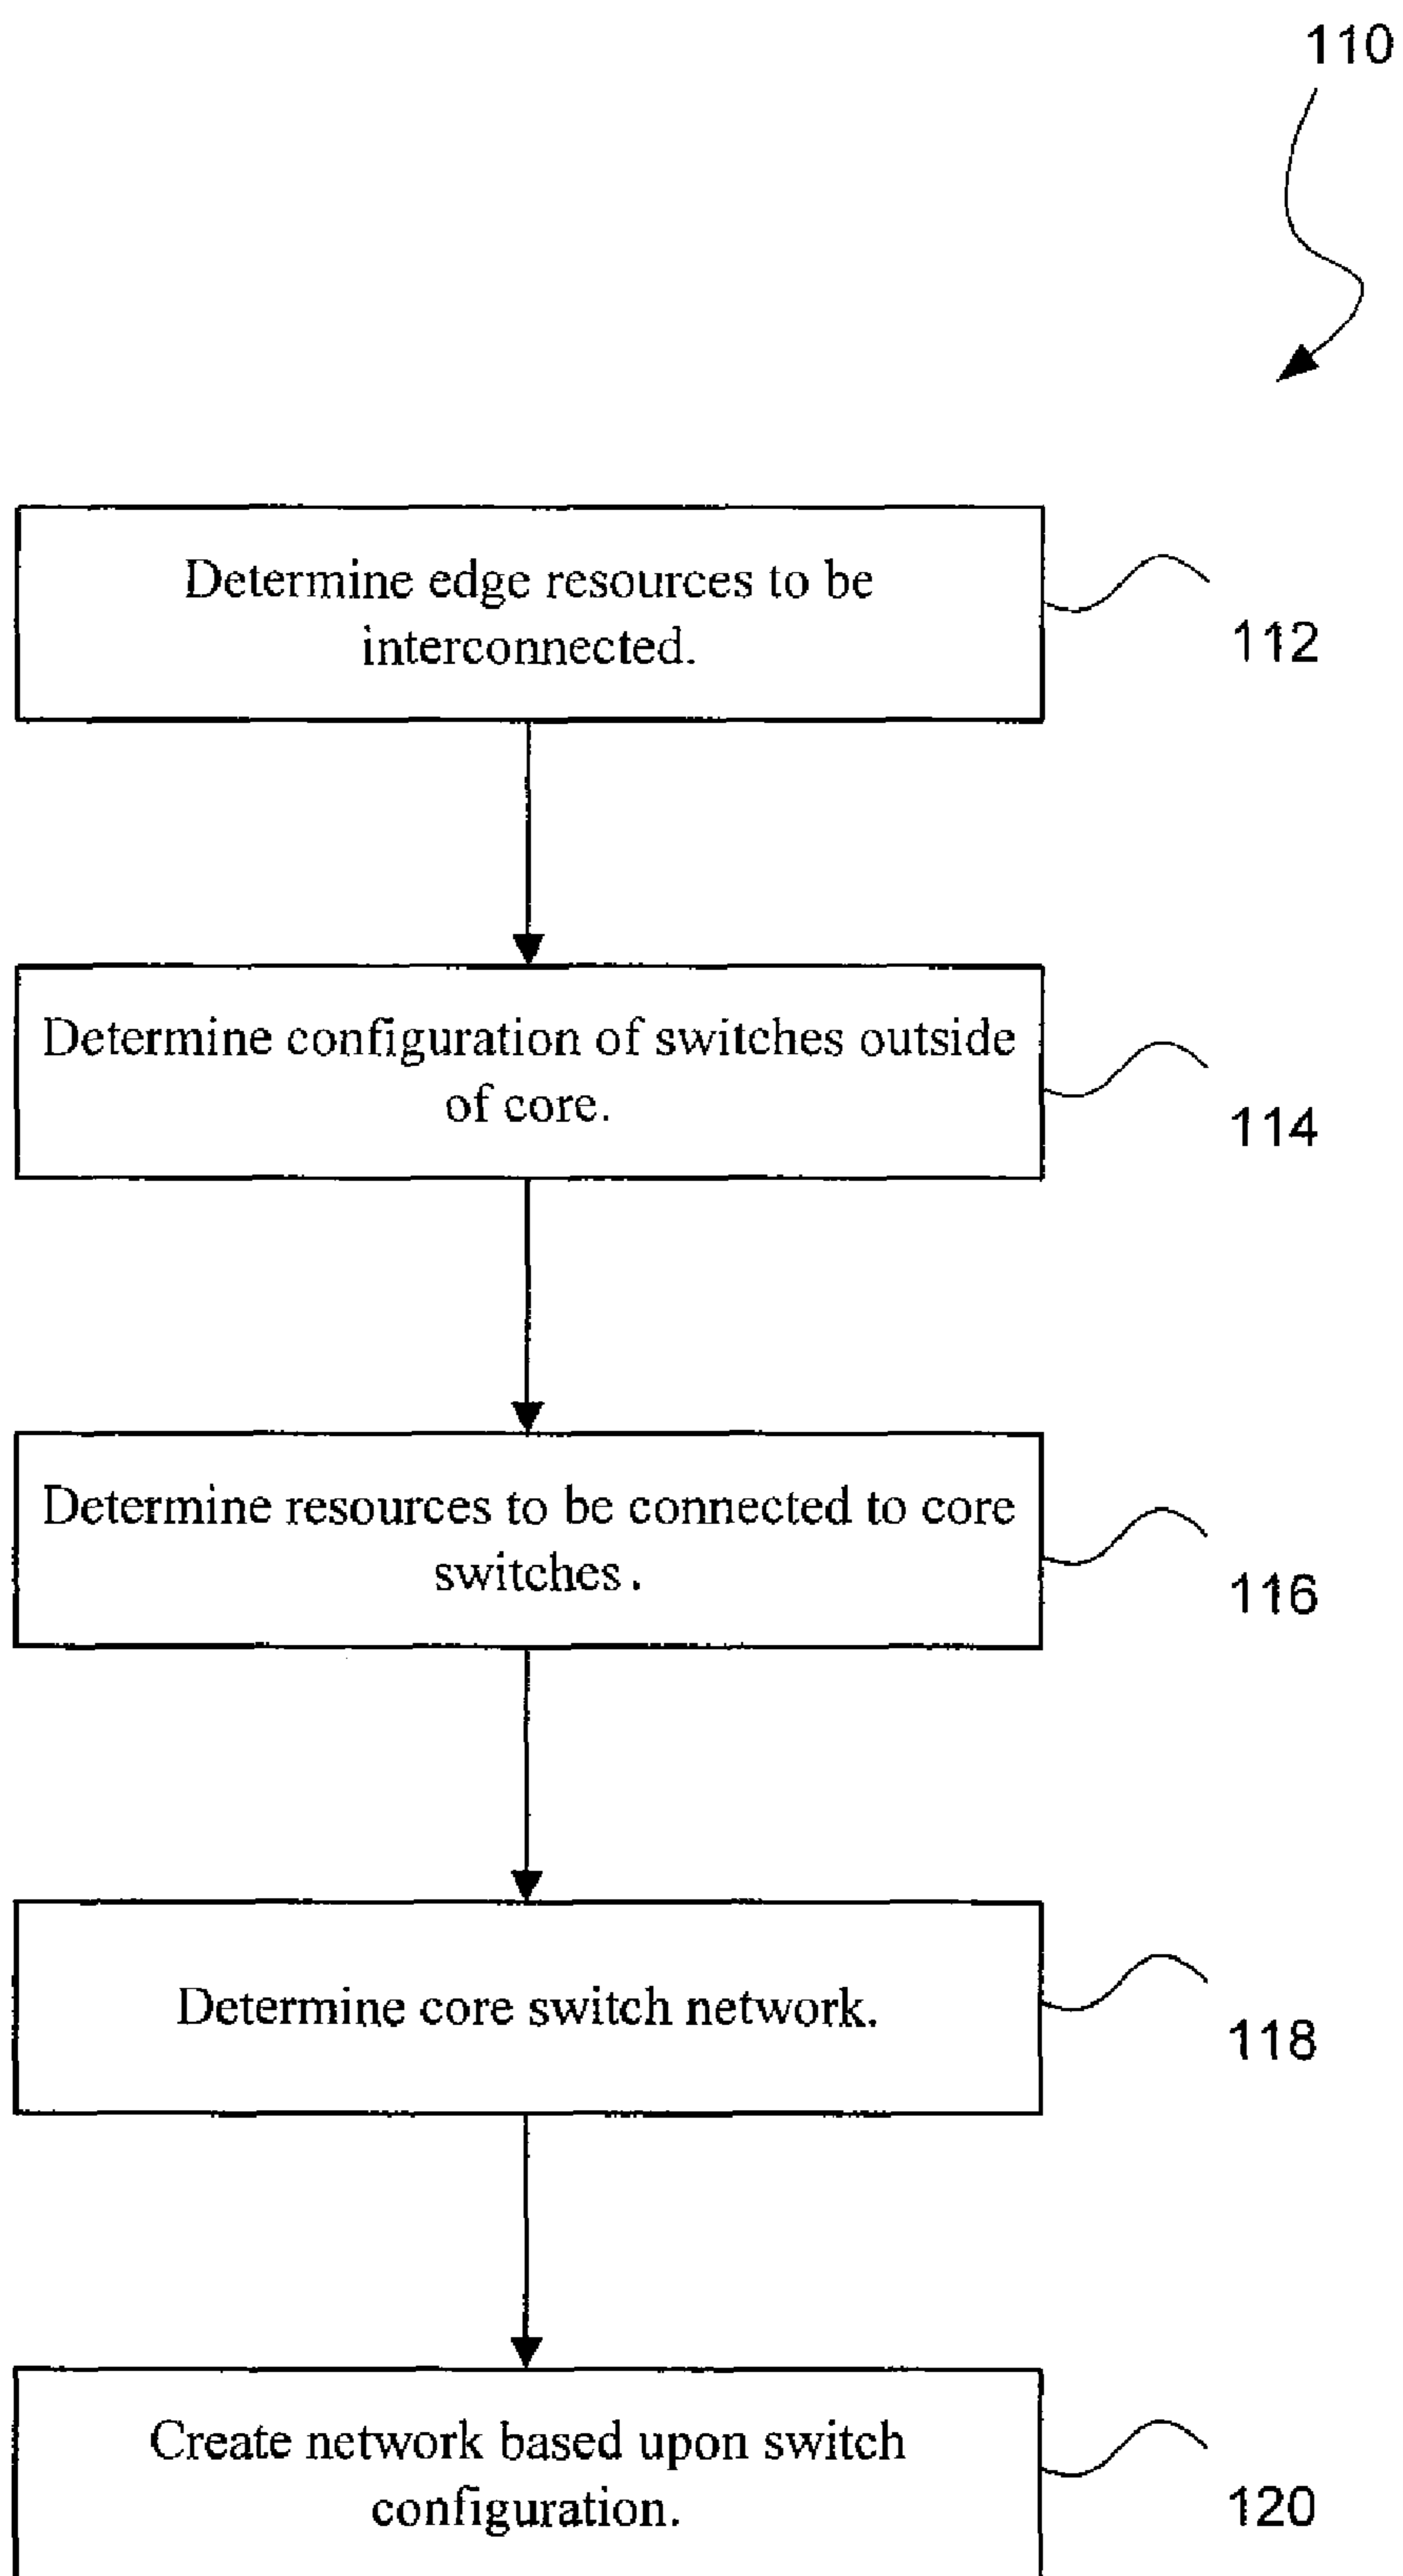 110
Determine edge resources to be
interconnected.
112
Determine configuration of switches outside
of core.
114
Determine resources to be connected to core
switches.
116
Determine core switch network.
118
Create network based upon switch
configuration.
120